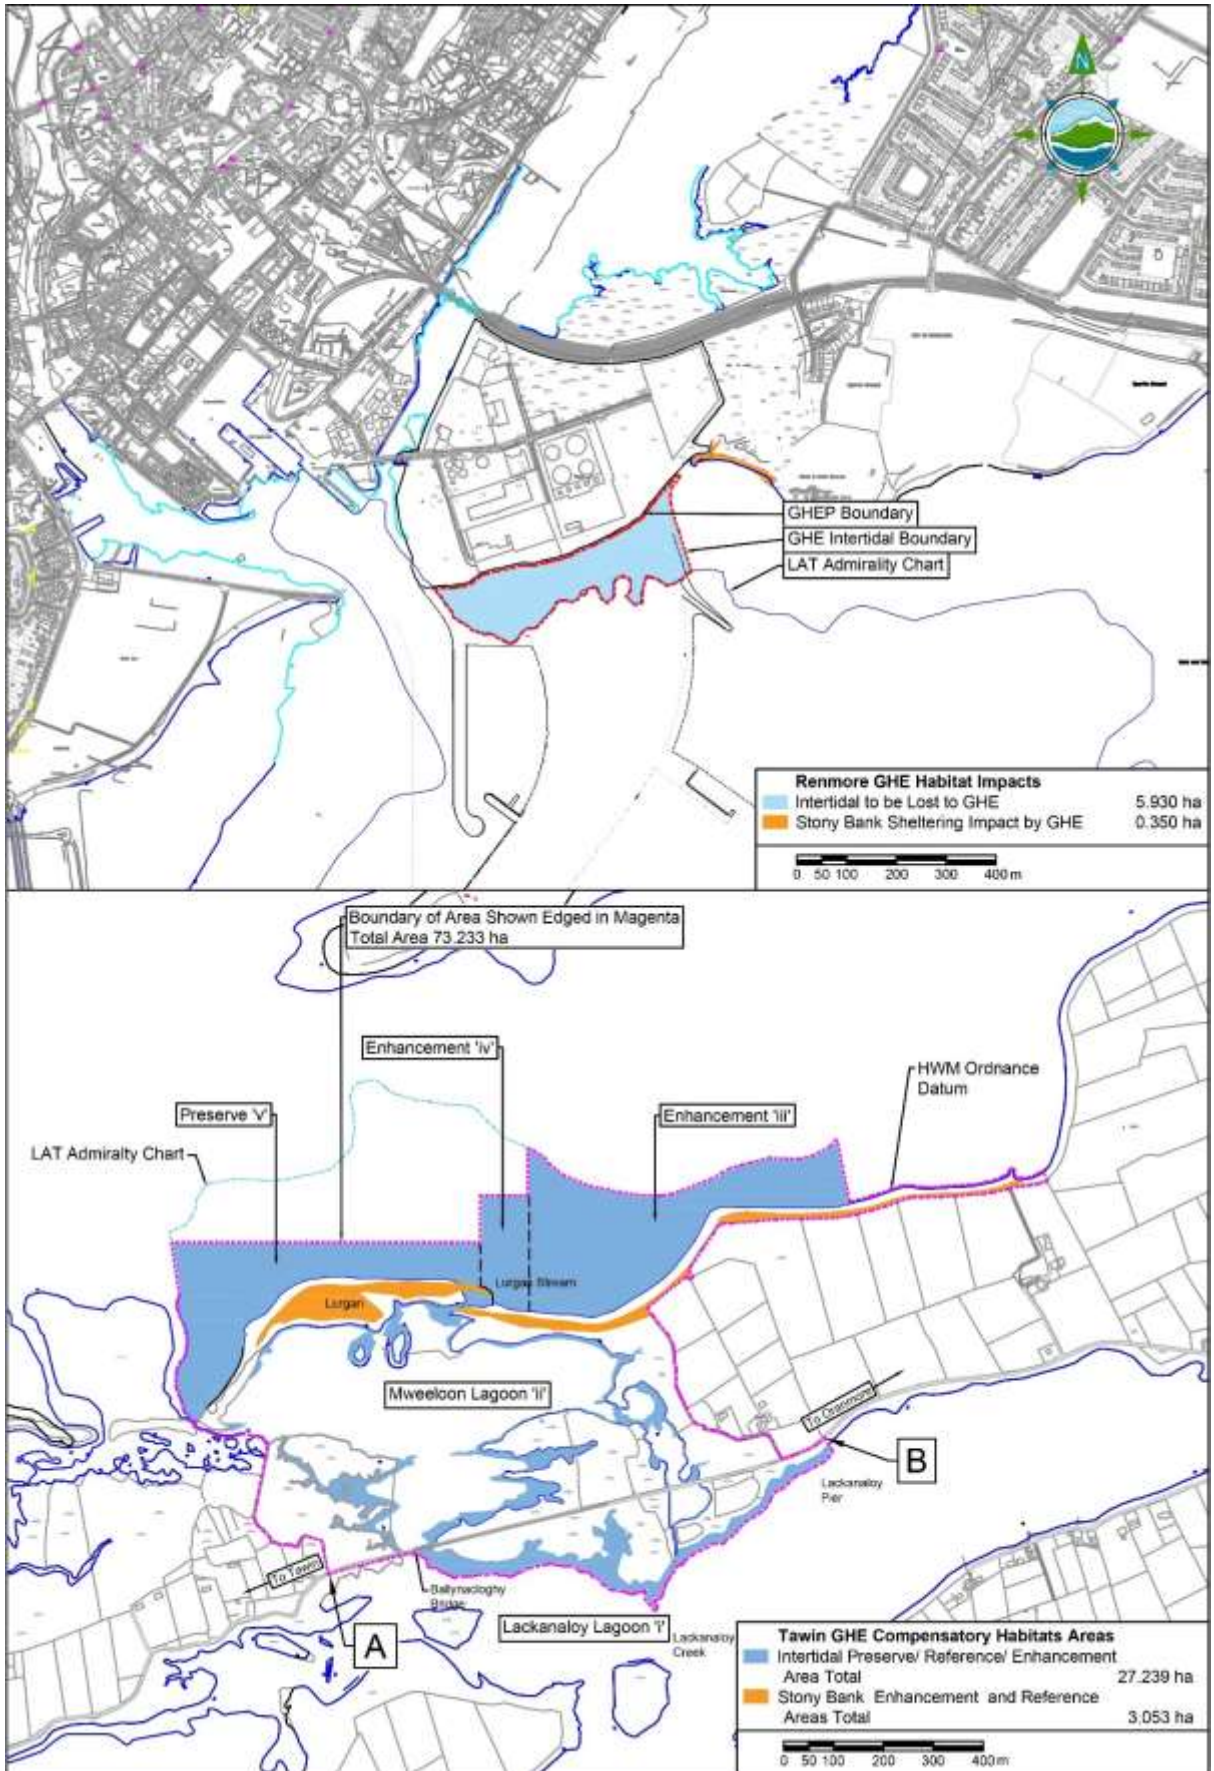 N
GHEP Boundary
GHE Intertidal Boundary
LAT Admirality Chart
Renmore GHE Habitat Impacts
Intertidal to be Lost to GHE 5.930 ha
Stony Bank Sheltering Impact by GHE 0.350 ha
0 50 100 200 300 400 m
Boundary of Area Shown Edged in Magenta
Total Area 73.233 ha
Enhancement 'iv'
HWM Ordnance
Datum
Preserve 'v'
Enhancement 'iii'
LAT Admiralty Chart
Lurgan Stream
Lurgan
Mweeloon Lagoon 'ii'
To Oranmore
B
Lackanaloy
Pier
To Tawin
Ballynacloghy
Bridge
Lackanaloy Lagoon 'i'
Lackanaloy
Creek
A
Tawin GHE Compensatory Habitats Areas
Intertidal Preserve/ Reference/ Enhancement
Area Total 27.239 ha
Stony Bank Enhancement and Reference
Areas Total 3.053 ha
0 50 100 200 300 400 m